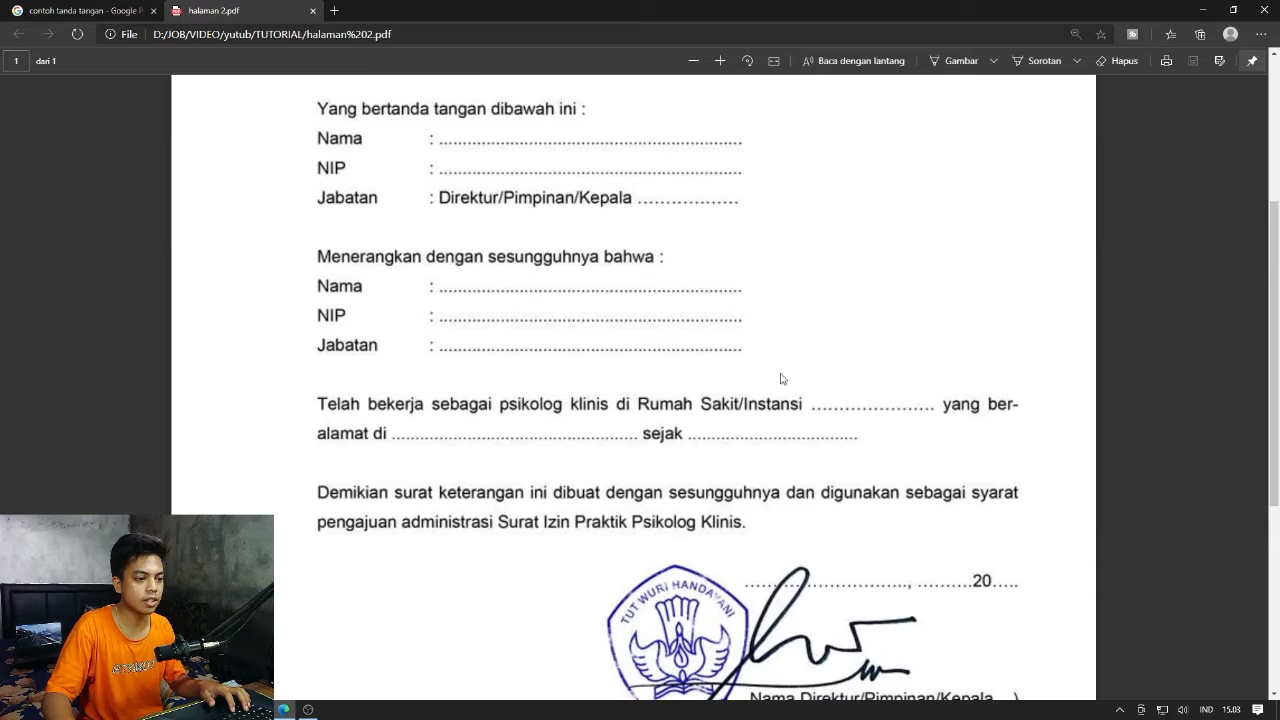 contoh tanda tangan - Google P
halaman 2.pdf
File
D:/JOB/video/yutub/TUTORIAL/halaman%202.pdf
1 dari 1
Baca dengan lantang
Gambar
Sorotan
Hapus
Yang bertanda tangan dibawah ini :
Nama : ................................................................
NIP : ................................................................
Jabatan : Direktur/Pimpinan/Kepala ………………
Menerangkan dengan sesungguhnya bahwa :
Nama : ................................................................
NIP : ................................................................
Jabatan : ................................................................
Telah bekerja sebagai psikolog klinis di Rumah Sakit/Instansi …………………. yang ber-
alamat di .................................................... sejak ....................................
Demikian surat keterangan ini dibuat dengan sesungguhnya dan digunakan sebagai syarat
pengajuan administrasi Surat Izin Praktik Psikolog Klinis.
……………………….., ……….20…..
TUT WURI HANDAYANI
Nama Direktur/Pimpinan/Kepala )
IND 15.03